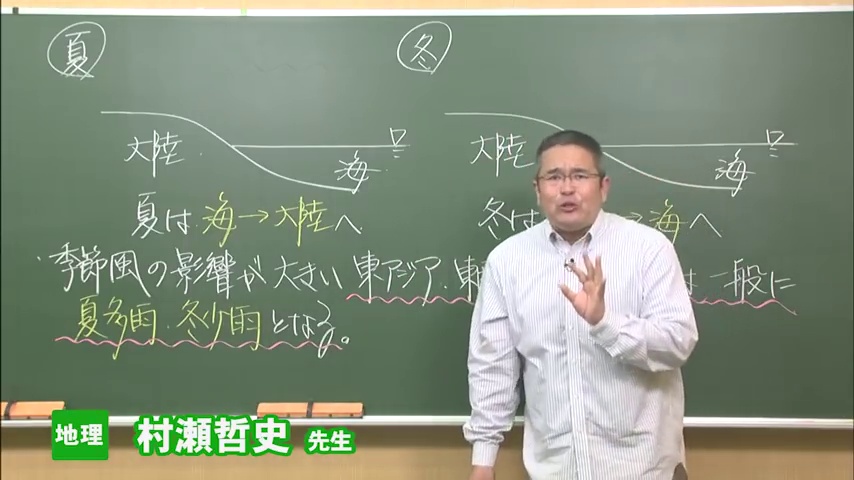 夏
冬
大陸
海
大陸
海
夏は 海→大陸へ
冬は →海へ
・季節風の影響が大きい東アジア・東 は一般に
夏多雨・冬少雨となる。
地理 村瀬哲史 先生